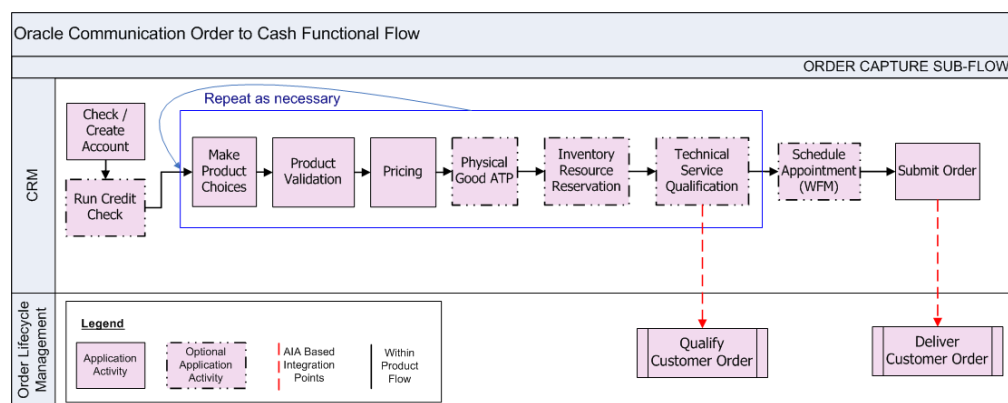 Oracle Communication Order to Cash Functional Flow
ORDER CAPTURE SUB-FLOW
CRM
Repeat as necessary
Check /
Create
Account
Run Credit
Check
Make
Product
Choices
Product
Validation
Pricing
Physical
Good ATP
Inventory
Resource
Reservation
Technical
Service
Qualification
Schedule
Appointment
(WFM)
Submit Order
Order Lifecycle
Management
Legend
Application
Activity
Optional
Application
Activity
AIA Based
Integration
Points
Within
Product
Flow
Qualify
Customer Order
Deliver
Customer Order